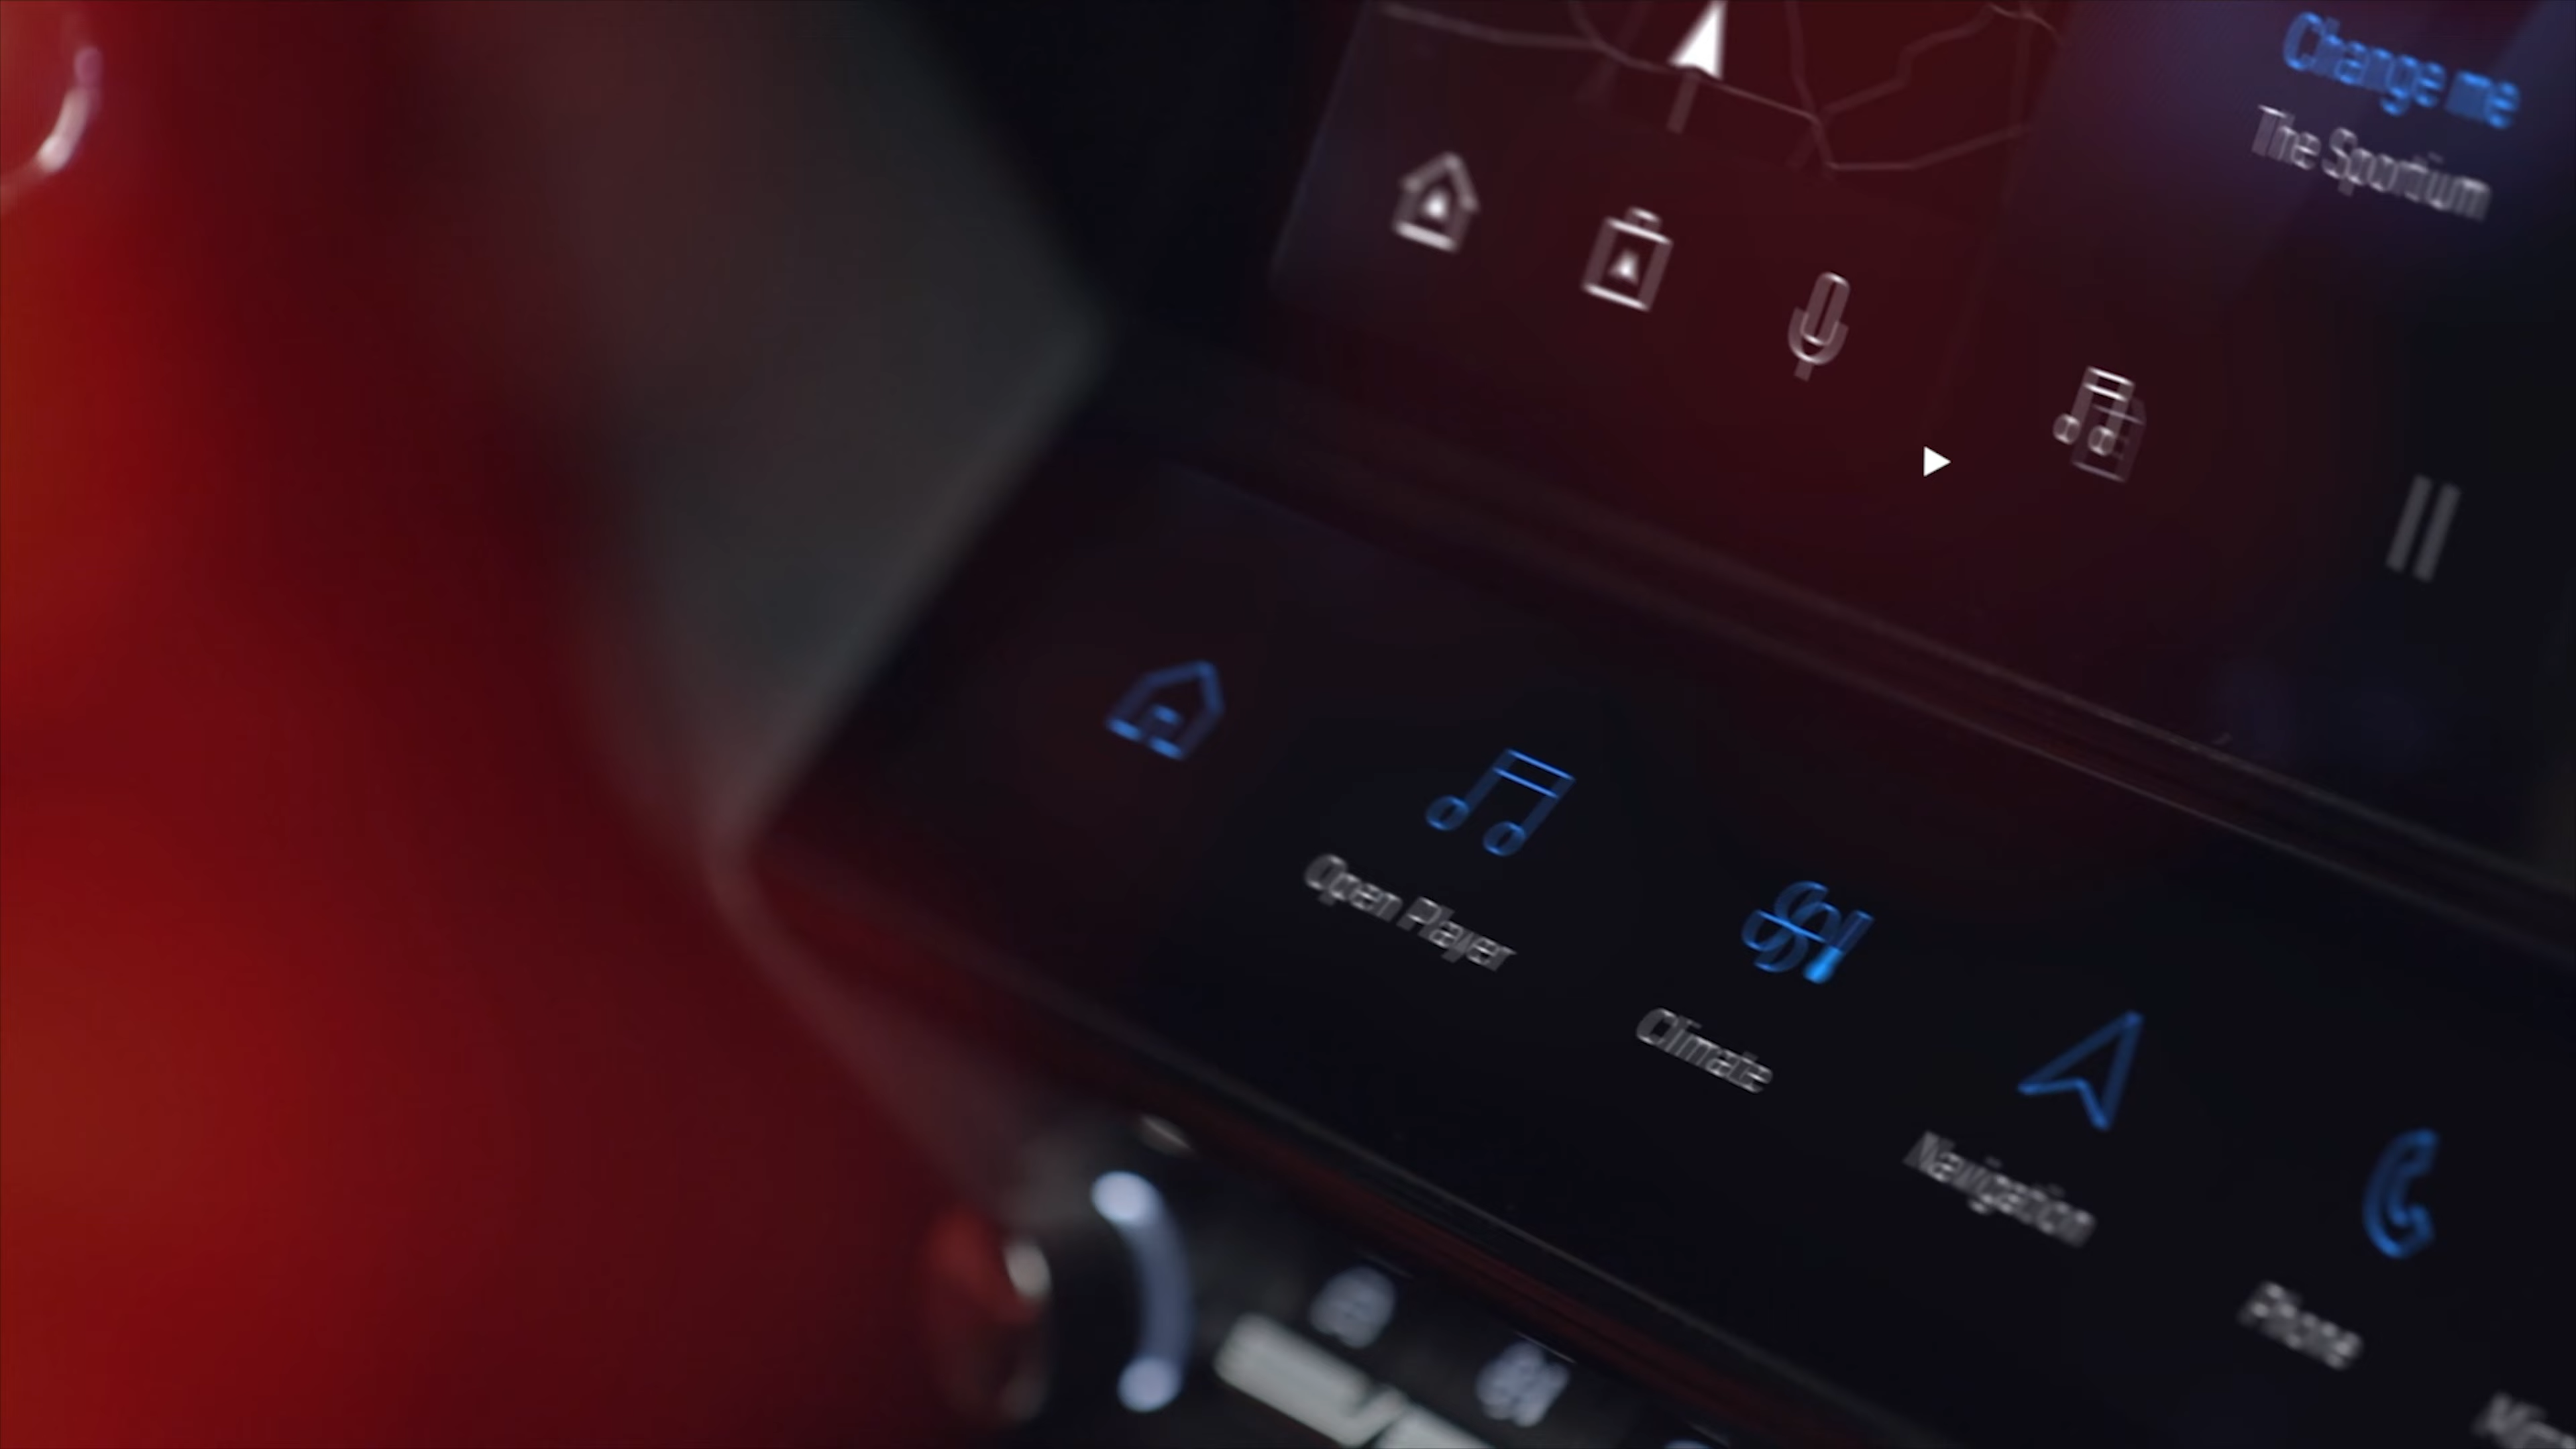 Change me
The Sportium
Open Player
Climate
Navigation
Phone